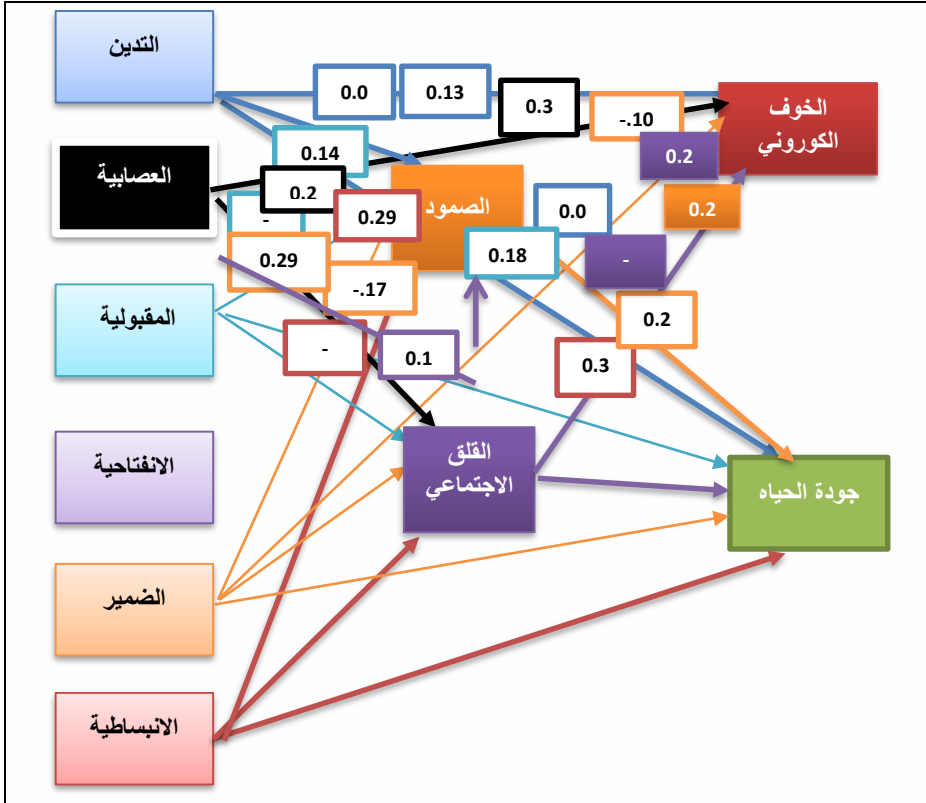 التدين
0.0
0.13
0.3
-.10
الخوف
الكوروني
0.14
0.2
العصابية
0.2
-
0.29
الصمود
0.0
0.2
0.29
0.18
-
-.17
المقبولية
0.2
-
0.1
0.3
القلق
الاجتماعي
الانفتاحية
جودة الحياه
الضمير
الانبساطية